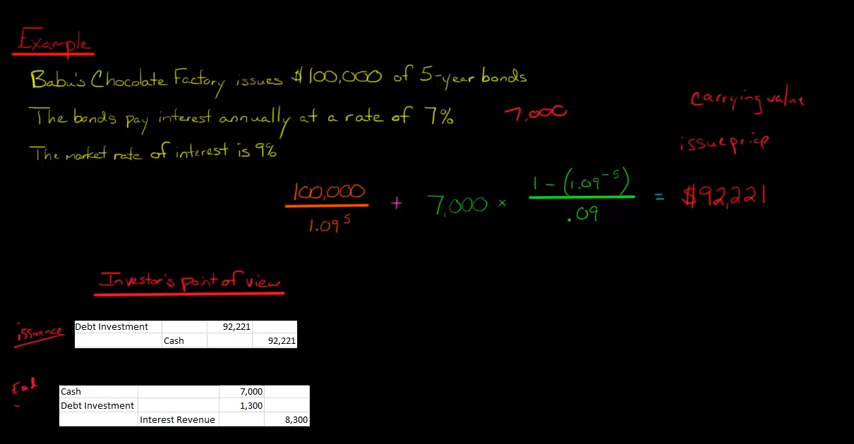 Example
Babu's Chocolate Factory issues $100,000 of 5-year bonds
The bonds pay interest annually at a rate of 7% 7,000
The market rate of interest is 9%
carrying value
issue price
100,000 / 1.09^5 + 7,000 × 1 - (1.09^-5) / .09 = $92,221
Investor's point of view
issuance
Debt Investment 92,221
Cash 92,221
Cash 7,000
Debt Investment 1,300
Interest Revenue 8,300